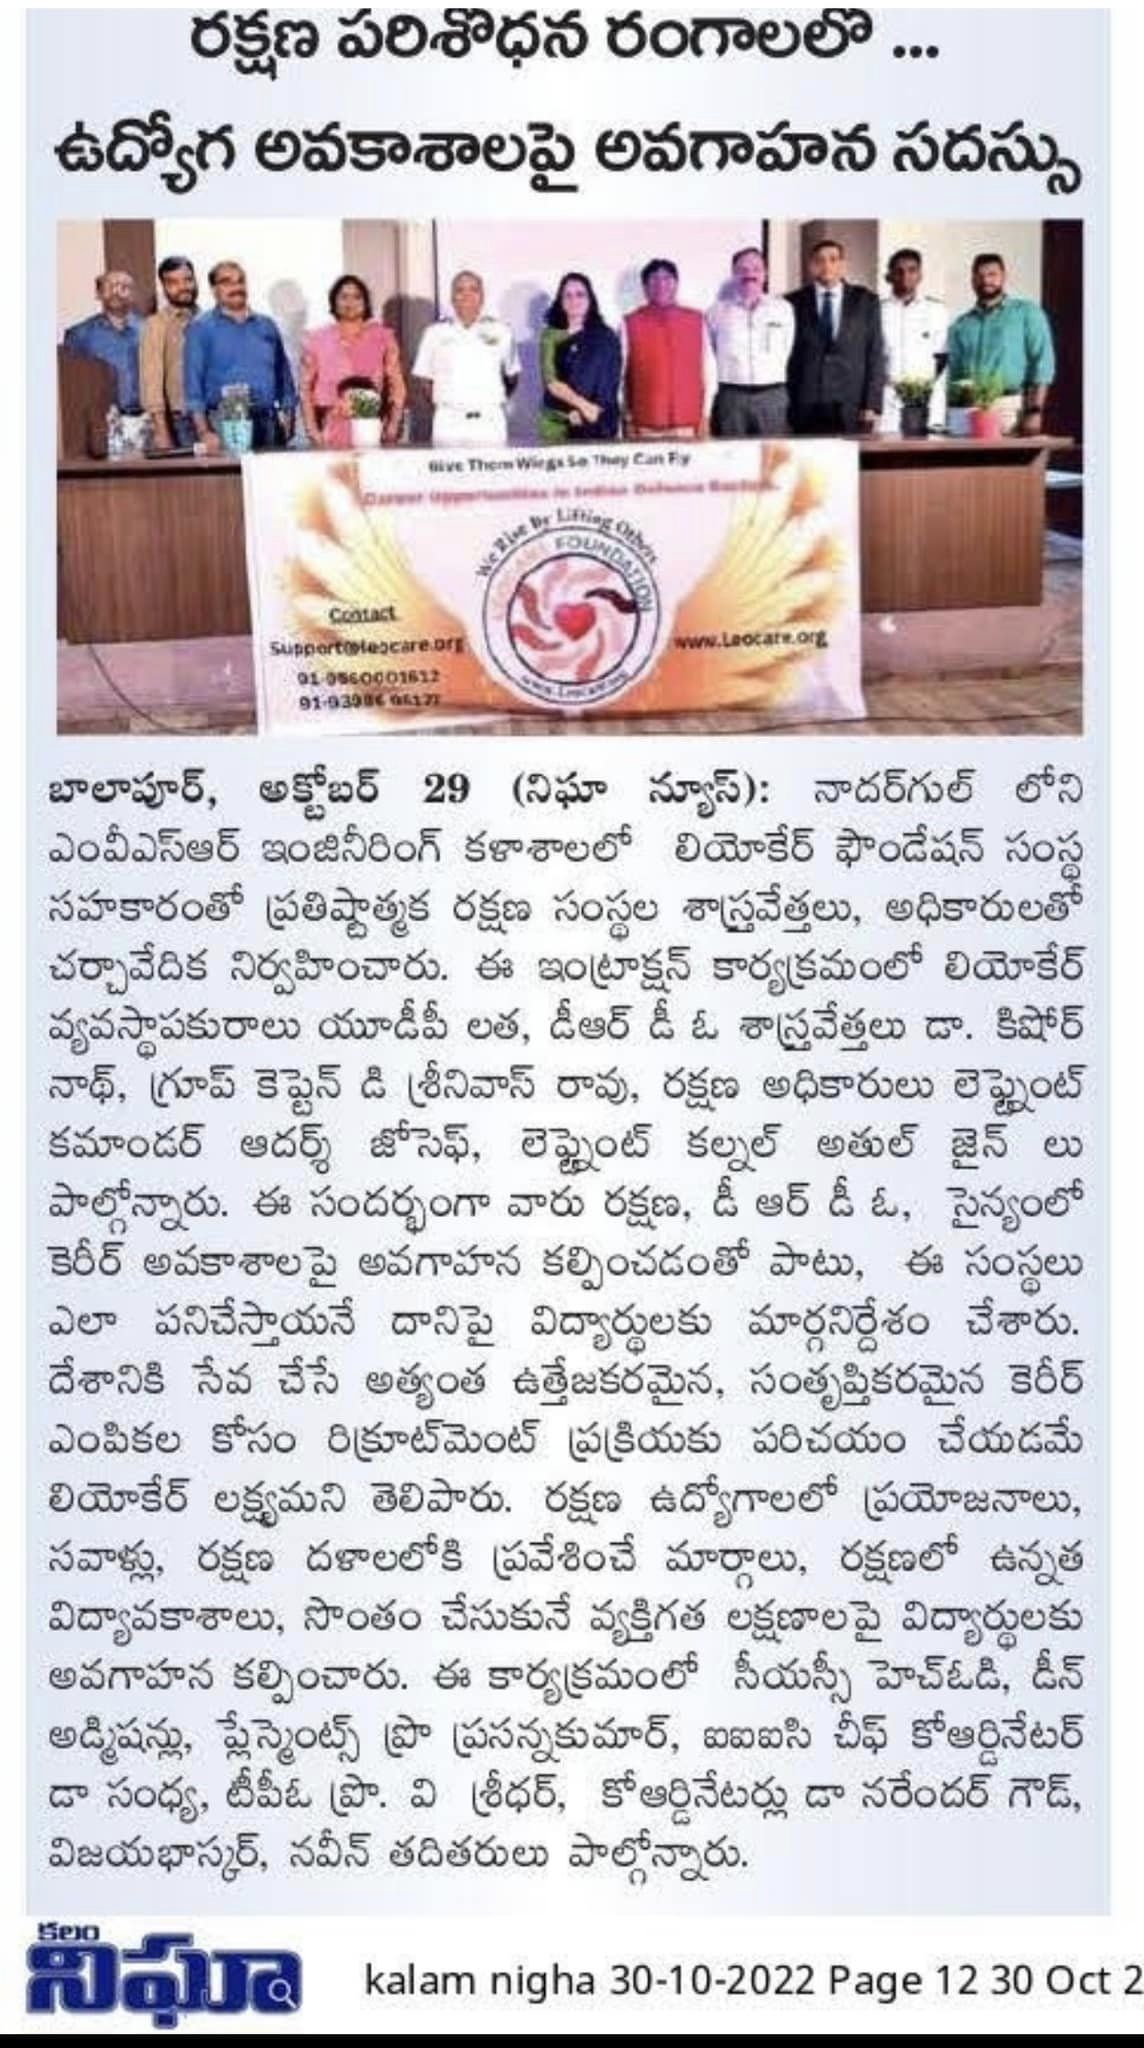 రక్షణ పరిశోధన రంగాలలో ...
ఉద్యోగ అవకాశాలపై అవగాహన సదస్సు
Give Them Wings So They Can Fly
Career Opportunities in Indian Defence
We Rise By Lifting Others
FOUNDATION
Contact
Support@leocare.org
www.Leocare.org
www.Leocare.org
బాలాపూర్, అక్టోబర్ 29 (నిఘా న్యూస్): నాదర్‌గుల్ లోని
ఎంవీఎస్ఆర్ ఇంజినీరింగ్ కళాశాలలో లియోకేర్ ఫౌండేషన్ సంస్థ
సహకారంతో ప్రతిష్టాత్మక రక్షణ సంస్థల శాస్త్రవేత్తలు, అధికారులతో
చర్చావేదిక నిర్వహించారు. ఈ ఇంట్రాక్షన్ కార్యక్రమంలో లియోకేర్
వ్యవస్థాపకురాలు యూడీపీ లత, డీఆర్ డీ ఓ శాస్త్రవేత్తలు డా. కిషోర్
నాథ్, గ్రూప్ కెప్టెన్ డి శ్రీనివాస్ రావు, రక్షణ అధికారులు లెఫ్ట్నెంట్
కమాండర్ ఆదర్శ్ జోసెఫ్, లెఫ్ట్నెంట్ కల్నల్ అతుల్ జైన్ లు
పాల్గోన్నారు. ఈ సందర్భంగా వారు రక్షణ, డీ ఆర్ డీ ఓ, సైన్యంలో
కెరీర్ అవకాశాలపై అవగాహన కల్పించడంతో పాటు, ఈ సంస్థలు
ఎలా పనిచేస్తాయనే దానిపై విద్యార్థులకు మార్గనిర్దేశం చేశారు.
దేశానికి సేవ చేసే అత్యంత ఉత్తేజకరమైన, సంతృప్తికరమైన కెరీర్
ఎంపికల కోసం రిక్రూట్‌మెంట్ ప్రక్రియకు పరిచయం చేయడమే
లియోకేర్ లక్ష్యమని తెలిపారు. రక్షణ ఉద్యోగాలలో ప్రయోజనాలు,
సవాళ్లు, రక్షణ దళాలలోకి ప్రవేశించే మార్గాలు, రక్షణలో ఉన్నత
విద్యావకాశాలు, సొంతం చేసుకునే వ్యక్తిగత లక్షణాలపై విద్యార్థులకు
అవగాహన కల్పించారు. ఈ కార్యక్రమంలో సీయస్సీ హెచ్ఓడి, డీన్
అడ్మిషన్లు, ప్లేస్మెంట్స్ ప్రొ ప్రసన్నకుమార్, ఐఐఐసి చీఫ్ కోఆర్డినేటర్
డా సంధ్య, టీపీఓ ప్రొ. వి శ్రీధర్, కోఆర్డినేటర్లు డా నరేందర్ గౌడ్,
విజయభాస్కర్, నవీన్ తదితరులు పాల్గోన్నారు.
కలం
నిఘా
kalam nigha 30-10-2022 Page 12 30 Oct 2